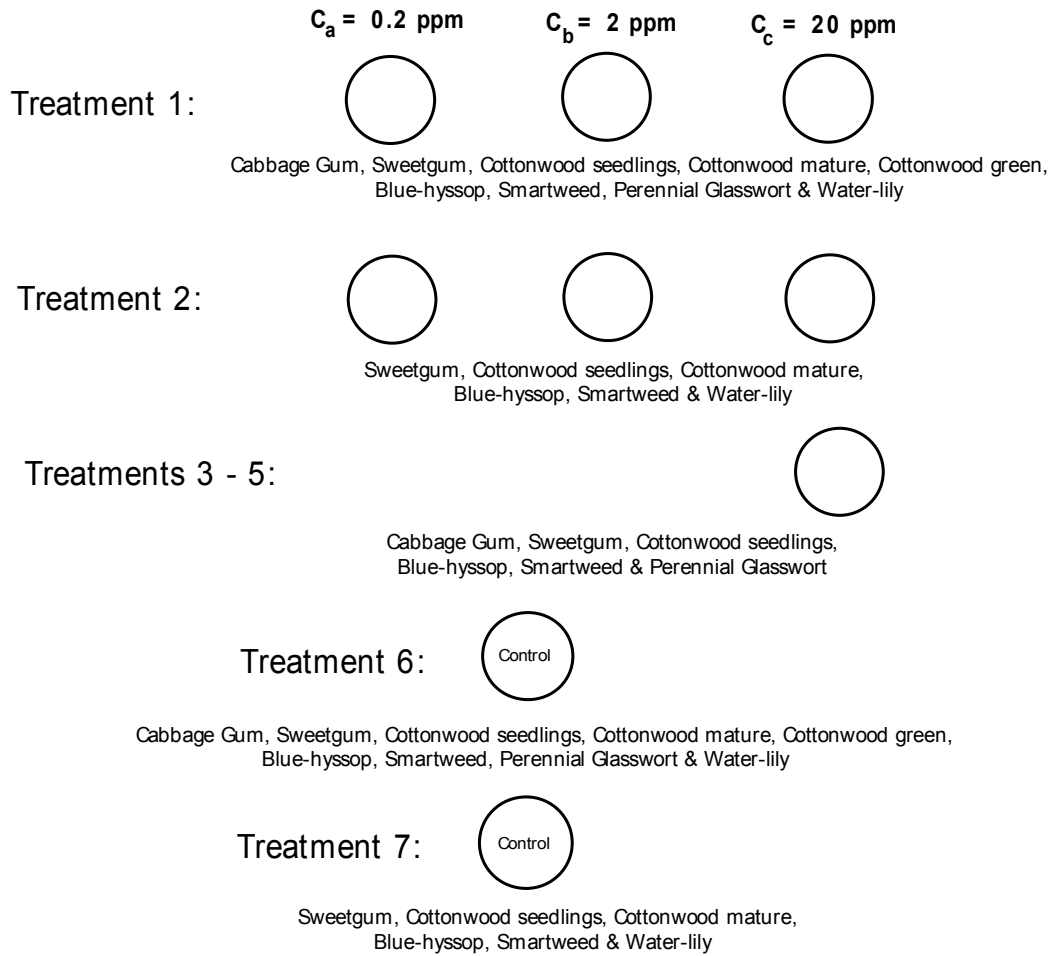 Ca = 0.2 ppm Cb = 2 ppm Cc = 20 ppm
Treatment 1:
Cabbage Gum, Sweetgum, Cottonwood seedlings, Cottonwood mature, Cottonwood green,
Blue-hyssop, Smartweed, Perennial Glasswort & Water-lily
Treatment 2:
Sweetgum, Cottonwood seedlings, Cottonwood mature,
Blue-hyssop, Smartweed & Water-lily
Treatments 3 - 5:
Cabbage Gum, Sweetgum, Cottonwood seedlings,
Blue-hyssop, Smartweed & Perennial Glasswort
Treatment 6: Control
Cabbage Gum, Sweetgum, Cottonwood seedlings, Cottonwood mature, Cottonwood green,
Blue-hyssop, Smartweed, Perennial Glasswort & Water-lily
Treatment 7: Control
Sweetgum, Cottonwood seedlings, Cottonwood mature,
Blue-hyssop, Smartweed & Water-lily